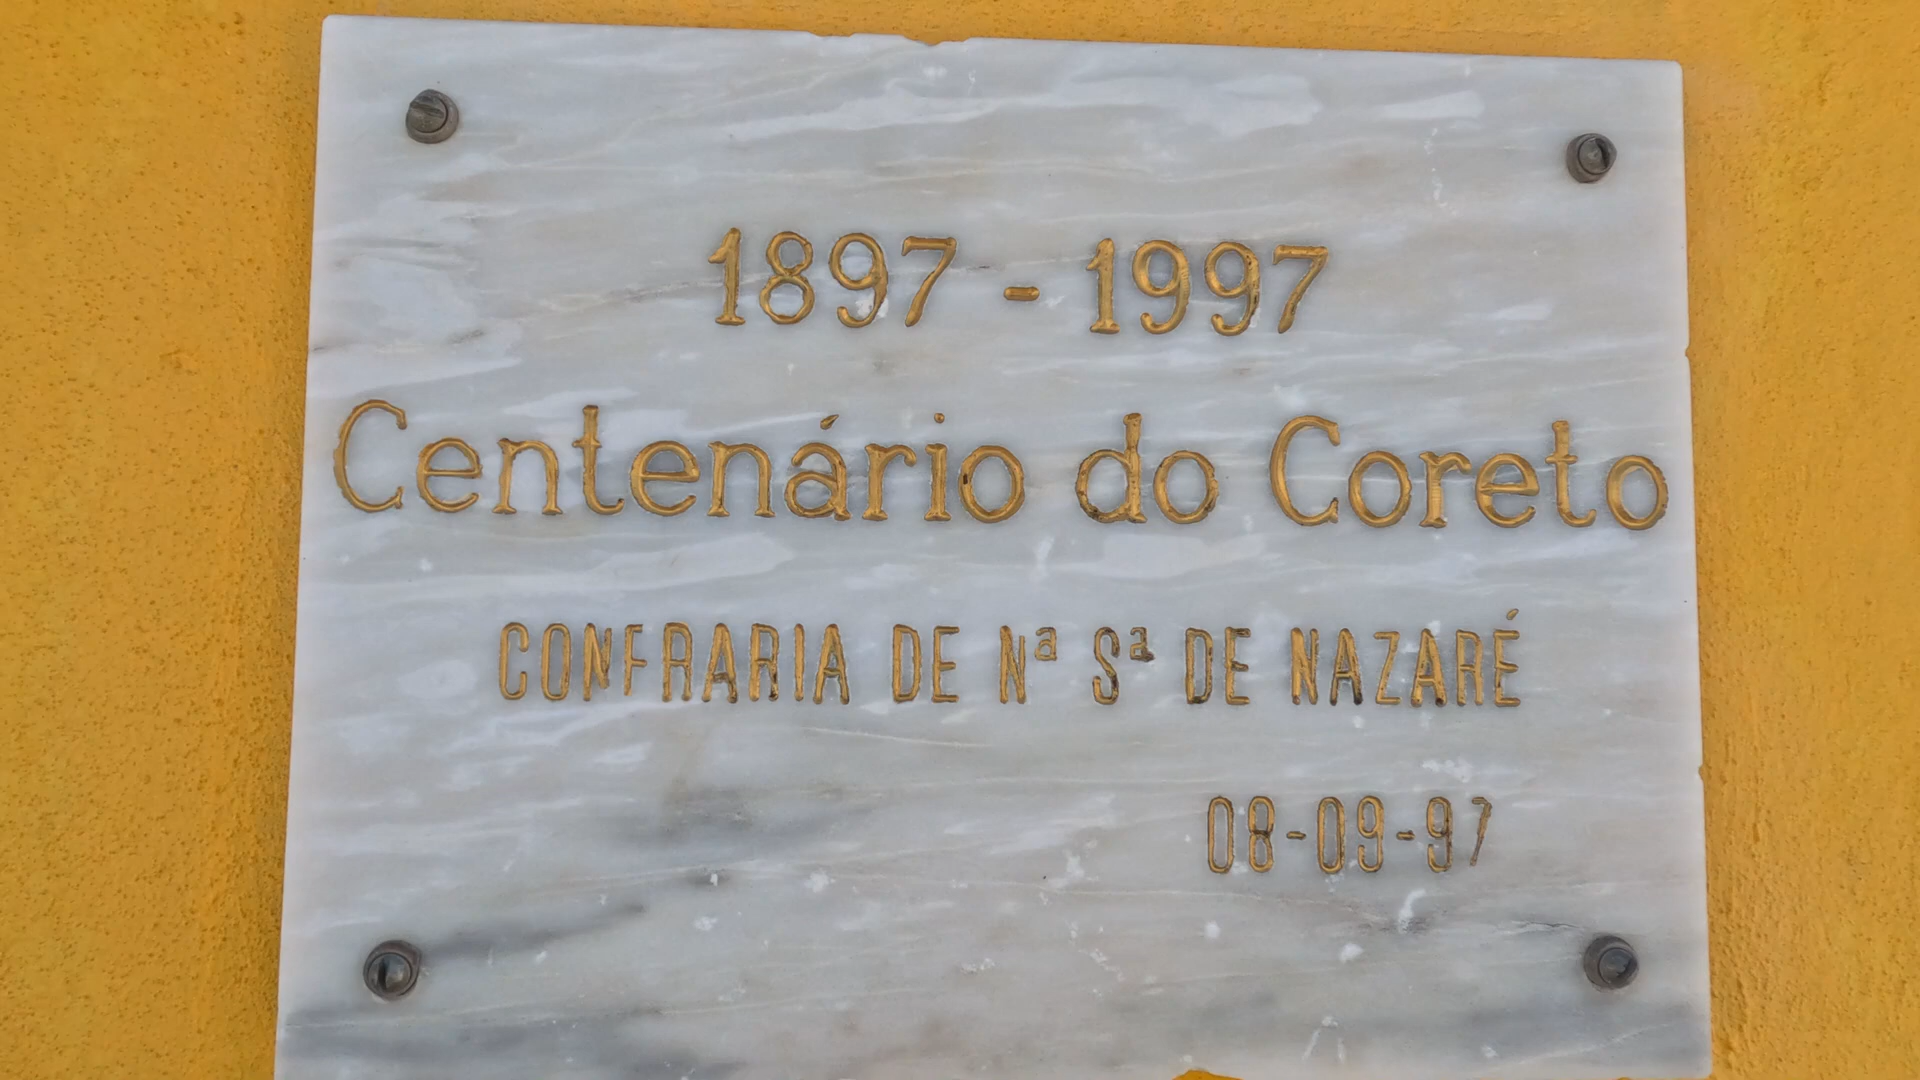 1897 - 1997
Centenário do Coreto
CONFRARIA DE Nª Sª DE NAZARÉ
08-09-97